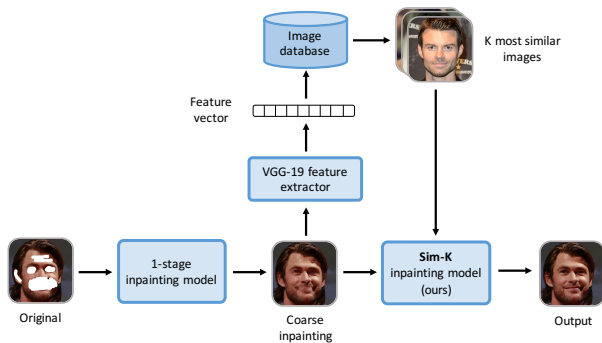 Image
database
K most similar
images
Feature
vector
VGG-19 feature
extractor
1-stage
inpainting model
Sim-K
inpainting model
(ours)
Original
Coarse
inpainting
Output